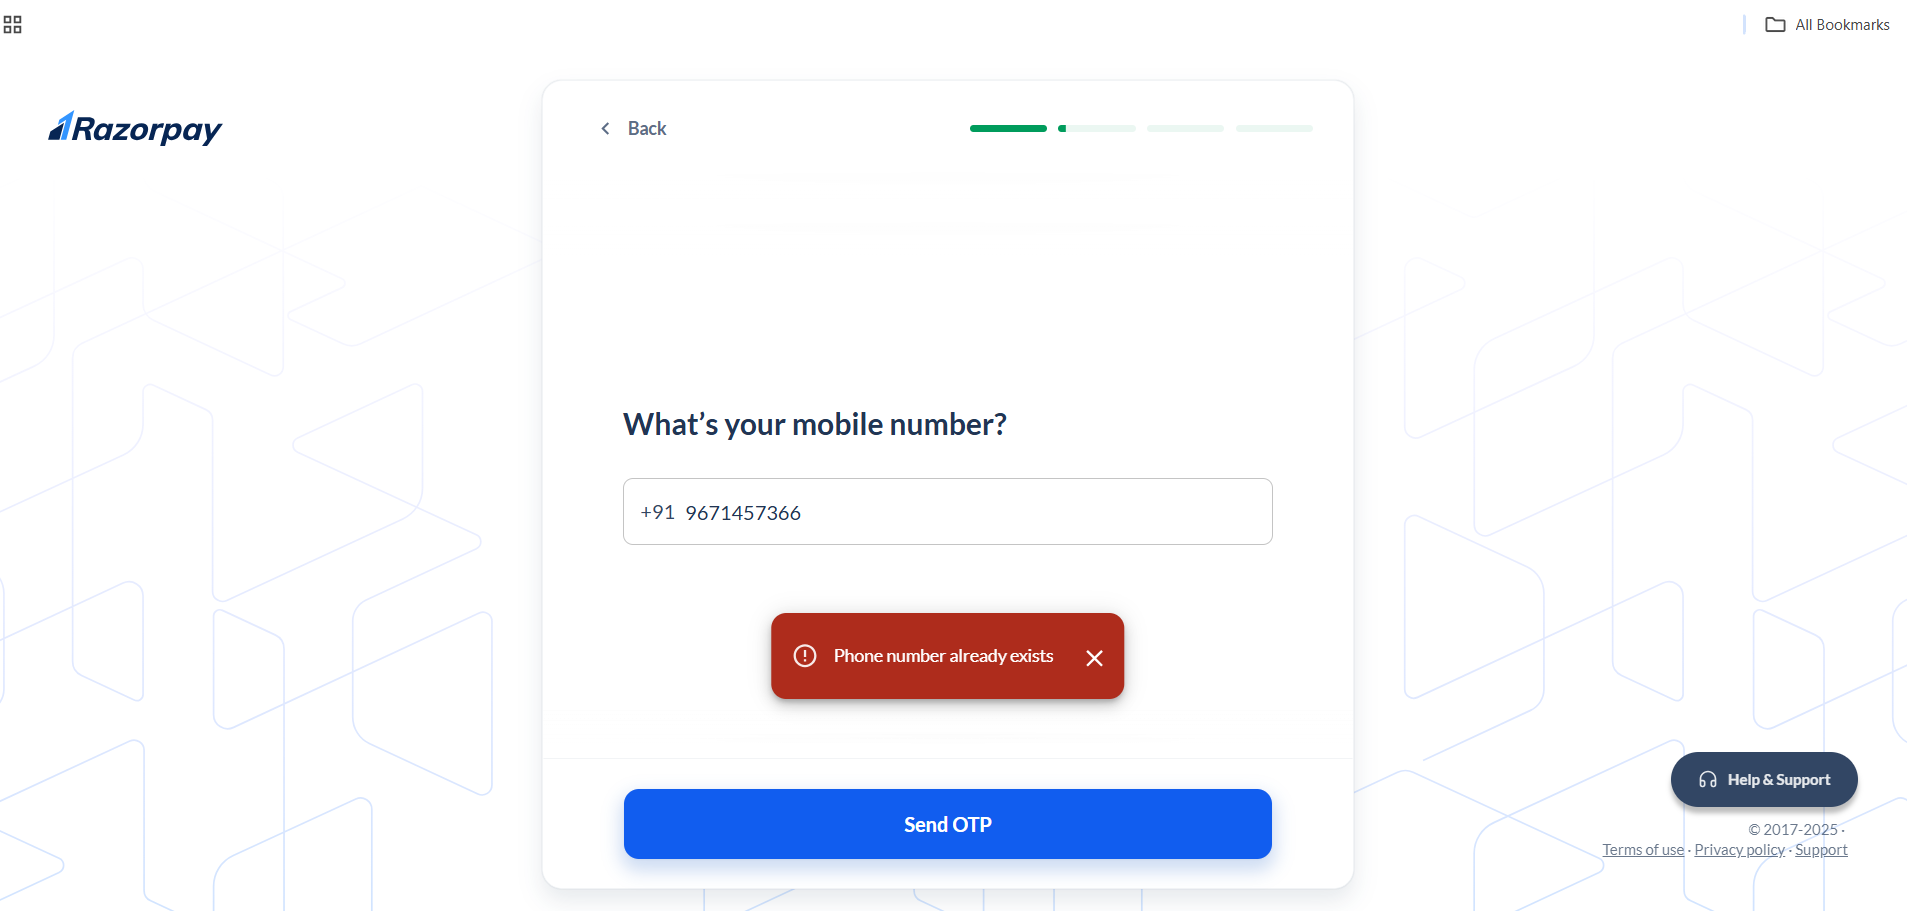 All Bookmarks
Razorpay
Back
What’s your mobile number?
+91 9671457366
Phone number already exists
Send OTP
Help & Support
© 2017-2025 ·
Terms of use · Privacy policy · Support